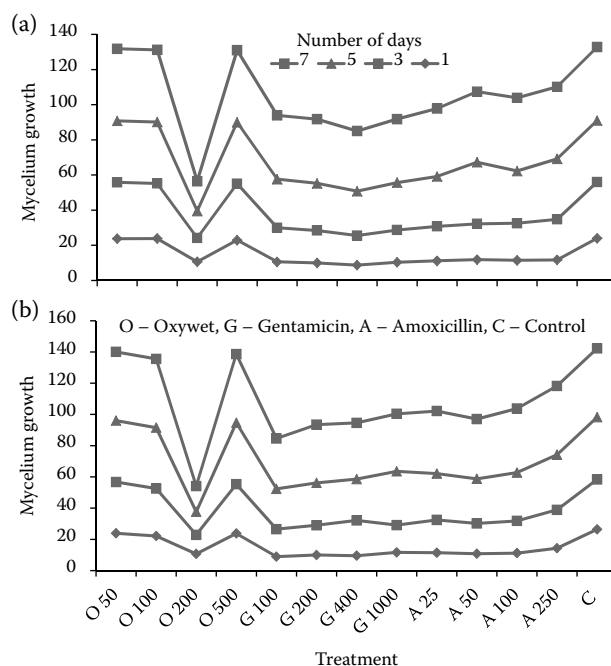 (a)
Number of days
7 5 3 1
Mycelium growth
140
120
100
80
60
40
20
0
(b)
O – Oxywet, G – Gentamicin, A – Amoxicillin, C – Control
Mycelium growth
160
140
120
100
80
60
40
20
0
O 50
O 100
O 200
O 500
G 100
G 200
G 400
G 1000
A 25
A 50
A 100
A 250
C
Treatment